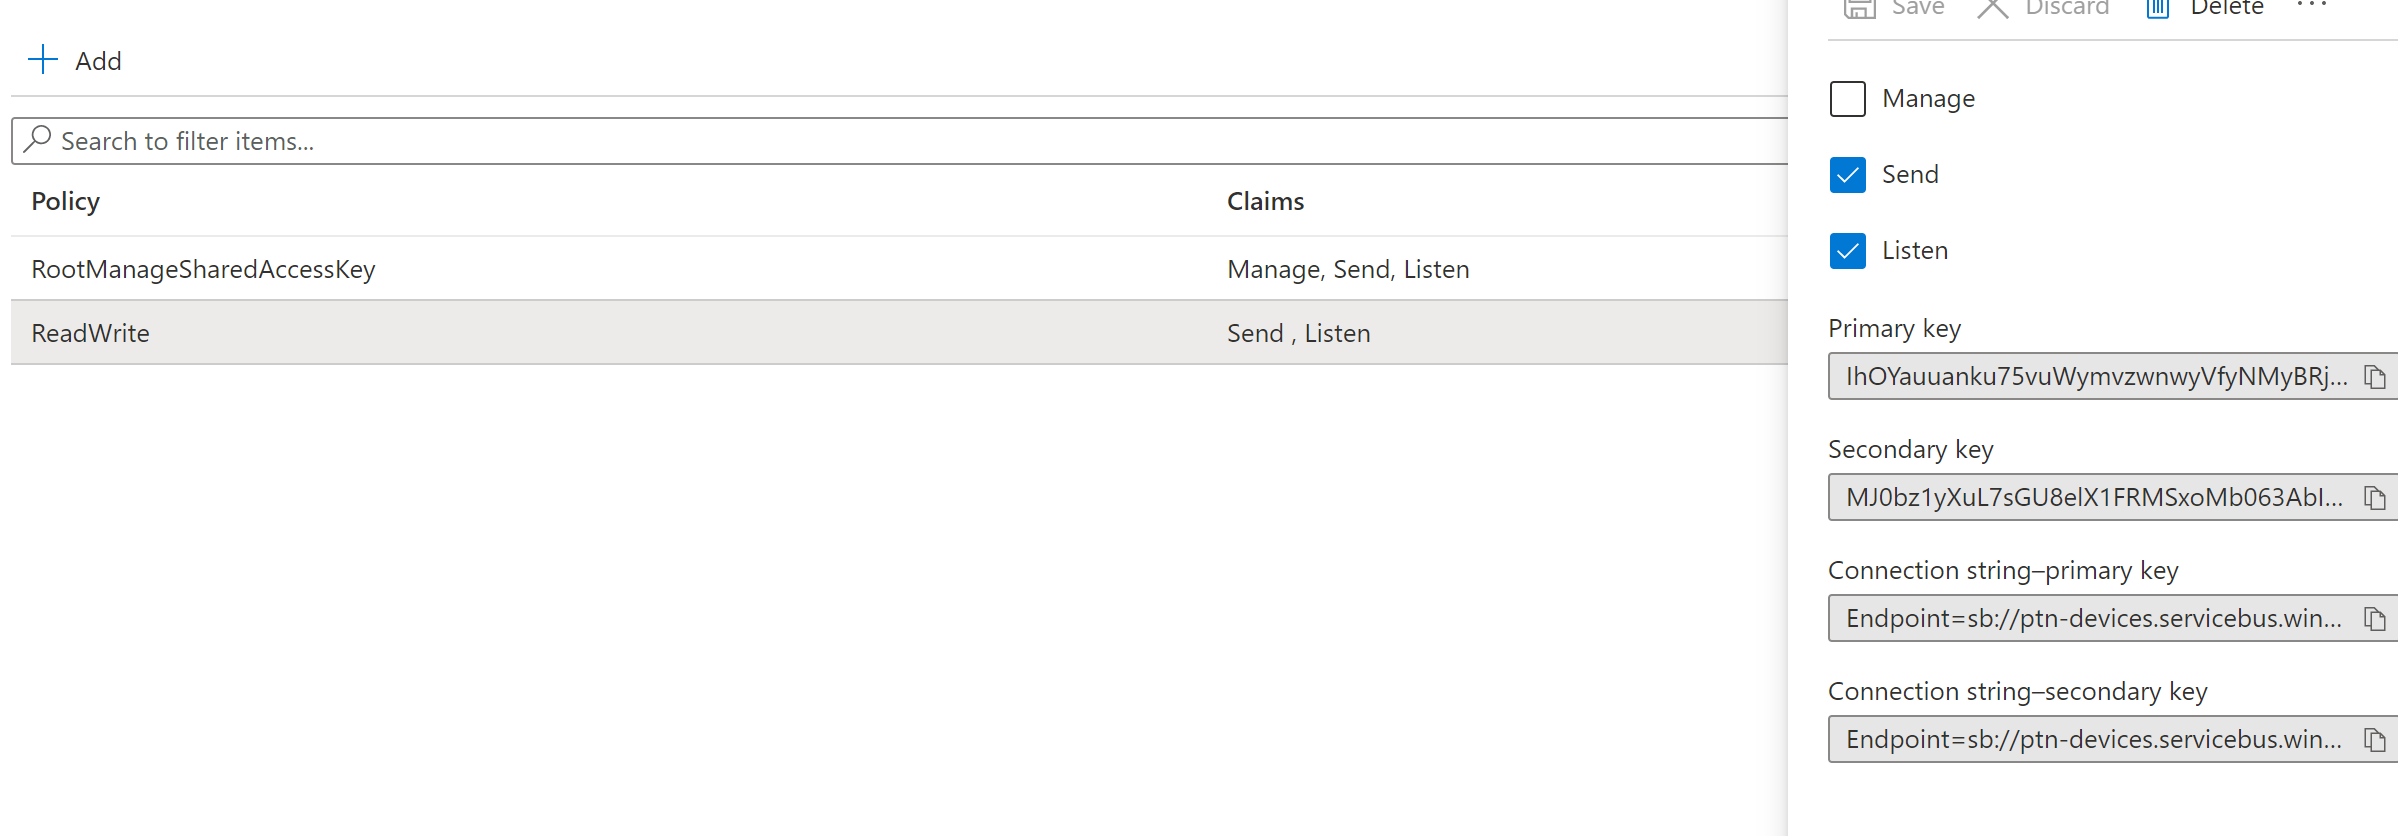 Add
Search to filter items...
Policy Claims
RootManageSharedAccessKey Manage, Send, Listen
ReadWrite Send , Listen
Save Discard Delete ...
Manage
Send
Listen
Primary key
IhOYauuanku75vuWymvzwnwyVfyNMyBRj...
Secondary key
MJ0bz1yXuL7sGU8elX1FRMSxoMb063AbI...
Connection string–primary key
Endpoint=sb://ptn-devices.servicebus.win...
Connection string–secondary key
Endpoint=sb://ptn-devices.servicebus.win...